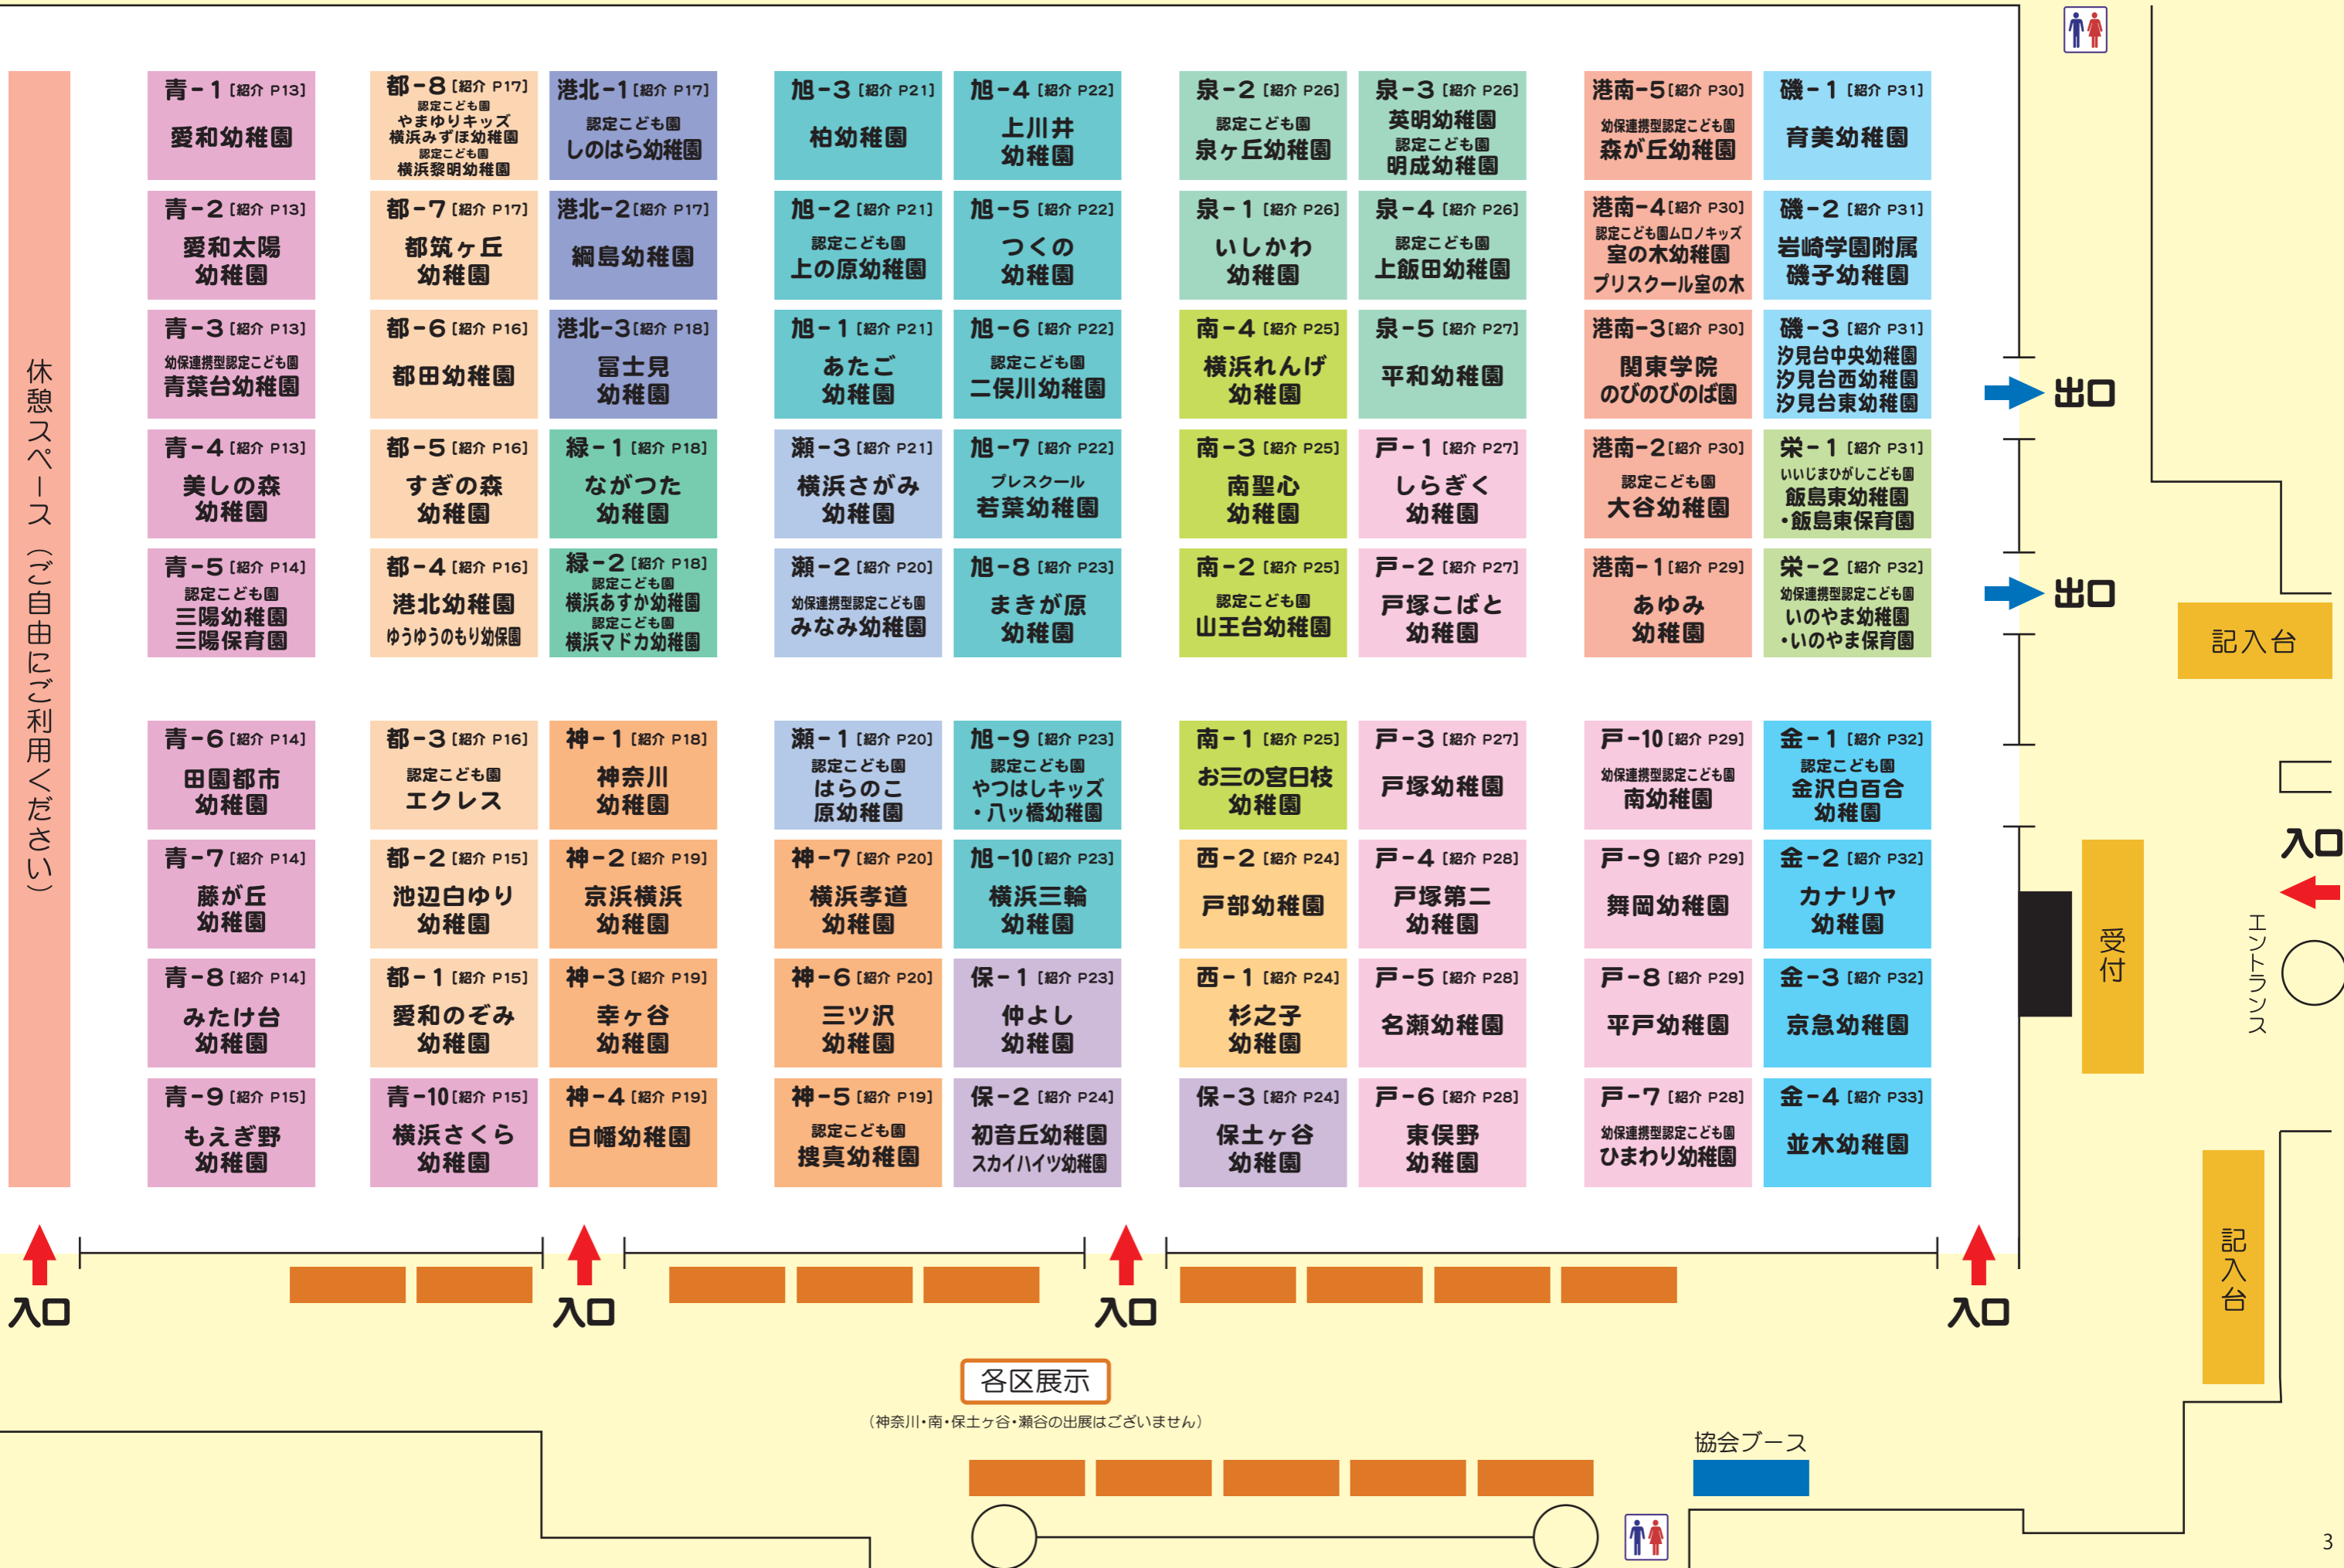 休憩スペース（ご自由にご利用ください）
青-1 [紹介 P13]
愛和幼稚園
青-2 [紹介 P13]
愛和太陽
幼稚園
青-3 [紹介 P13]
幼保連携型認定こども園
青葉台幼稚園
青-4 [紹介 P13]
美しの森
幼稚園
青-5 [紹介 P14]
認定こども園
三陽幼稚園
三陽保育園
青-6 [紹介 P14]
田園都市
幼稚園
青-7 [紹介 P14]
藤が丘
幼稚園
青-8 [紹介 P14]
みたけ台
幼稚園
青-9 [紹介 P15]
もえぎ野
幼稚園
都-8 [紹介 P17]
認定こども園
やまゆりキッズ
横浜みずほ幼稚園
認定こども園
横浜黎明幼稚園
都-7 [紹介 P17]
都筑ヶ丘
幼稚園
都-6 [紹介 P16]
都田幼稚園
都-5 [紹介 P16]
すぎの森
幼稚園
都-4 [紹介 P16]
港北幼稚園
ゆうゆうのもり幼保園
都-3 [紹介 P16]
認定こども園
エクレス
都-2 [紹介 P15]
池辺白ゆり
幼稚園
都-1 [紹介 P15]
愛和のぞみ
幼稚園
青-10 [紹介 P15]
横浜さくら
幼稚園
港北-1 [紹介 P17]
認定こども園
しのはら幼稚園
港北-2 [紹介 P17]
綱島幼稚園
港北-3 [紹介 P18]
冨士見
幼稚園
緑-1 [紹介 P18]
ながつた
幼稚園
緑-2 [紹介 P18]
認定こども園
横浜あすか幼稚園
認定こども園
横浜マドカ幼稚園
神-1 [紹介 P18]
神奈川
幼稚園
神-2 [紹介 P19]
京浜横浜
幼稚園
神-3 [紹介 P19]
幸ヶ谷
幼稚園
神-4 [紹介 P19]
白幡幼稚園
旭-3 [紹介 P21]
柏幼稚園
旭-2 [紹介 P21]
認定こども園
上の原幼稚園
旭-1 [紹介 P21]
あたご
幼稚園
瀬-3 [紹介 P21]
横浜さがみ
幼稚園
瀬-2 [紹介 P20]
幼保連携型認定こども園
みなみ幼稚園
瀬-1 [紹介 P20]
認定こども園
はらのこ
原幼稚園
神-7 [紹介 P20]
横浜孝道
幼稚園
神-6 [紹介 P20]
三ツ沢
幼稚園
神-5 [紹介 P19]
認定こども園
捜真幼稚園
旭-4 [紹介 P22]
上川井
幼稚園
旭-5 [紹介 P22]
つくの
幼稚園
旭-6 [紹介 P22]
認定こども園
二俣川幼稚園
旭-7 [紹介 P22]
プレスクール
若葉幼稚園
旭-8 [紹介 P23]
まきが原
幼稚園
旭-9 [紹介 P23]
認定こども園
やつはしキッズ
・八ッ橋幼稚園
旭-10 [紹介 P23]
横浜三輪
幼稚園
保-1 [紹介 P23]
仲よし
幼稚園
保-2 [紹介 P24]
初音丘幼稚園
スカイハイツ幼稚園
泉-2 [紹介 P26]
認定こども園
泉ヶ丘幼稚園
泉-1 [紹介 P26]
いしかわ
幼稚園
南-4 [紹介 P25]
横浜れんげ
幼稚園
南-3 [紹介 P25]
南聖心
幼稚園
南-2 [紹介 P25]
認定こども園
山王台幼稚園
南-1 [紹介 P25]
お三の宮日枝
幼稚園
西-2 [紹介 P24]
戸部幼稚園
西-1 [紹介 P24]
杉之子
幼稚園
保-3 [紹介 P24]
保土ヶ谷
幼稚園
泉-3 [紹介 P26]
英明幼稚園
認定こども園
明成幼稚園
泉-4 [紹介 P26]
認定こども園
上飯田幼稚園
泉-5 [紹介 P27]
平和幼稚園
戸-1 [紹介 P27]
しらぎく
幼稚園
戸-2 [紹介 P27]
戸塚こばと
幼稚園
戸-3 [紹介 P27]
戸塚幼稚園
戸-4 [紹介 P28]
戸塚第二
幼稚園
戸-5 [紹介 P28]
名瀬幼稚園
戸-6 [紹介 P28]
東俣野
幼稚園
港南-5 [紹介 P30]
幼保連携型認定こども園
森が丘幼稚園
港南-4 [紹介 P30]
認定こども園ムロノキッズ
室の木幼稚園
プリスクール室の木
港南-3 [紹介 P30]
関東学院
のびのびのば園
港南-2 [紹介 P30]
認定こども園
大谷幼稚園
港南-1 [紹介 P29]
あゆみ
幼稚園
戸-10 [紹介 P29]
幼保連携型認定こども園
南幼稚園
戸-9 [紹介 P29]
舞岡幼稚園
戸-8 [紹介 P29]
平戸幼稚園
戸-7 [紹介 P28]
幼保連携型認定こども園
ひまわり幼稚園
磯-1 [紹介 P31]
育美幼稚園
磯-2 [紹介 P31]
岩崎学園附属
磯子幼稚園
磯-3 [紹介 P31]
汐見台中央幼稚園
汐見台西幼稚園
汐見台東幼稚園
栄-1 [紹介 P31]
いいじまひがしこども園
飯島東幼稚園
・飯島東保育園
栄-2 [紹介 P32]
幼保連携型認定こども園
いのやま幼稚園
・いのやま保育園
金-1 [紹介 P32]
認定こども園
金沢白百合
幼稚園
金-2 [紹介 P32]
カナリヤ
幼稚園
金-3 [紹介 P32]
京急幼稚園
金-4 [紹介 P33]
並木幼稚園
出口
出口
記入台
入口
エントランス
受付
記入台
入口
入口
入口
入口
各区展示
（神奈川・南・保土ヶ谷・瀬谷の出展はございません）
協会ブース
3